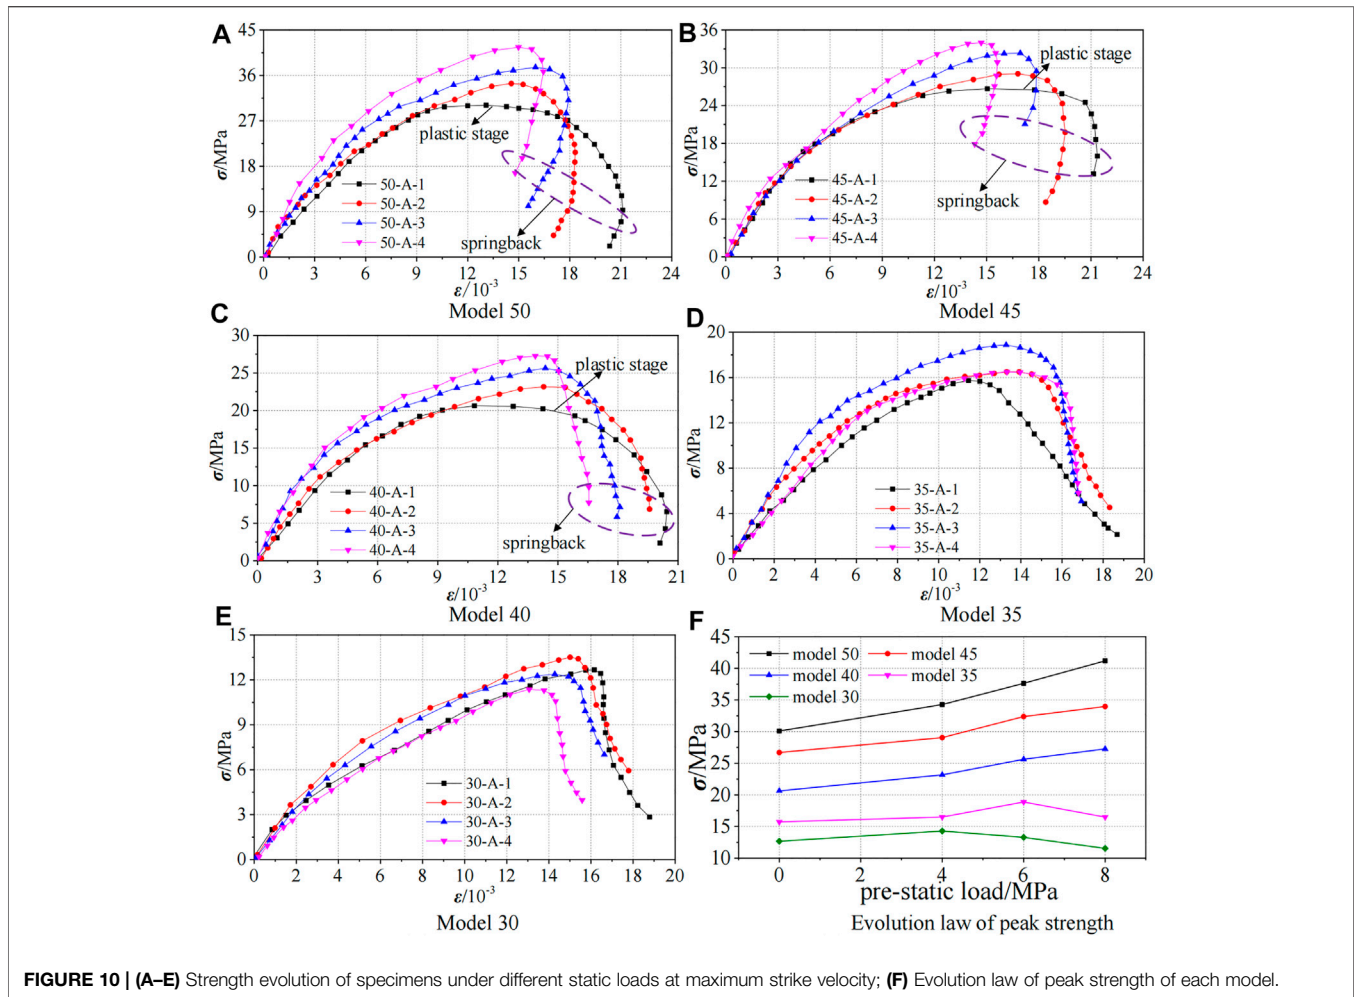 A
σ/MPa
45
36
27
18
9
0
plastic stage
50-A-1
50-A-2
50-A-3
50-A-4
springback
0 3 6 9 12 15 18 21 24
ε/10⁻³
Model 50
B
σ/MPa
36
30
24
18
12
6
0
plastic stage
45-A-1
45-A-2
45-A-3
45-A-4
springback
0 3 6 9 12 15 18 21 24
ε/10⁻³
Model 45
C
σ/MPa
30
25
20
15
10
5
0
plastic stage
40-A-1
40-A-2
40-A-3
40-A-4
springback
0 3 6 9 12 15 18 21
ε/10⁻³
Model 40
D
σ/MPa
20
16
12
8
4
0
35-A-1
35-A-2
35-A-3
35-A-4
0 2 4 6 8 10 12 14 16 18 20
ε/10⁻³
Model 35
E
σ/MPa
15
12
9
6
3
0
30-A-1
30-A-2
30-A-3
30-A-4
0 2 4 6 8 10 12 14 16 18 20
ε/10⁻³
Model 30
F
σ/MPa
45
40
35
30
25
20
15
10
model 50 model 45
model 40 model 35
model 30
0 2 4 6 8
pre-static load/MPa
Evolution law of peak strength
FIGURE 10 | (A–E) Strength evolution of specimens under different static loads at maximum strike velocity; (F) Evolution law of peak strength of each model.